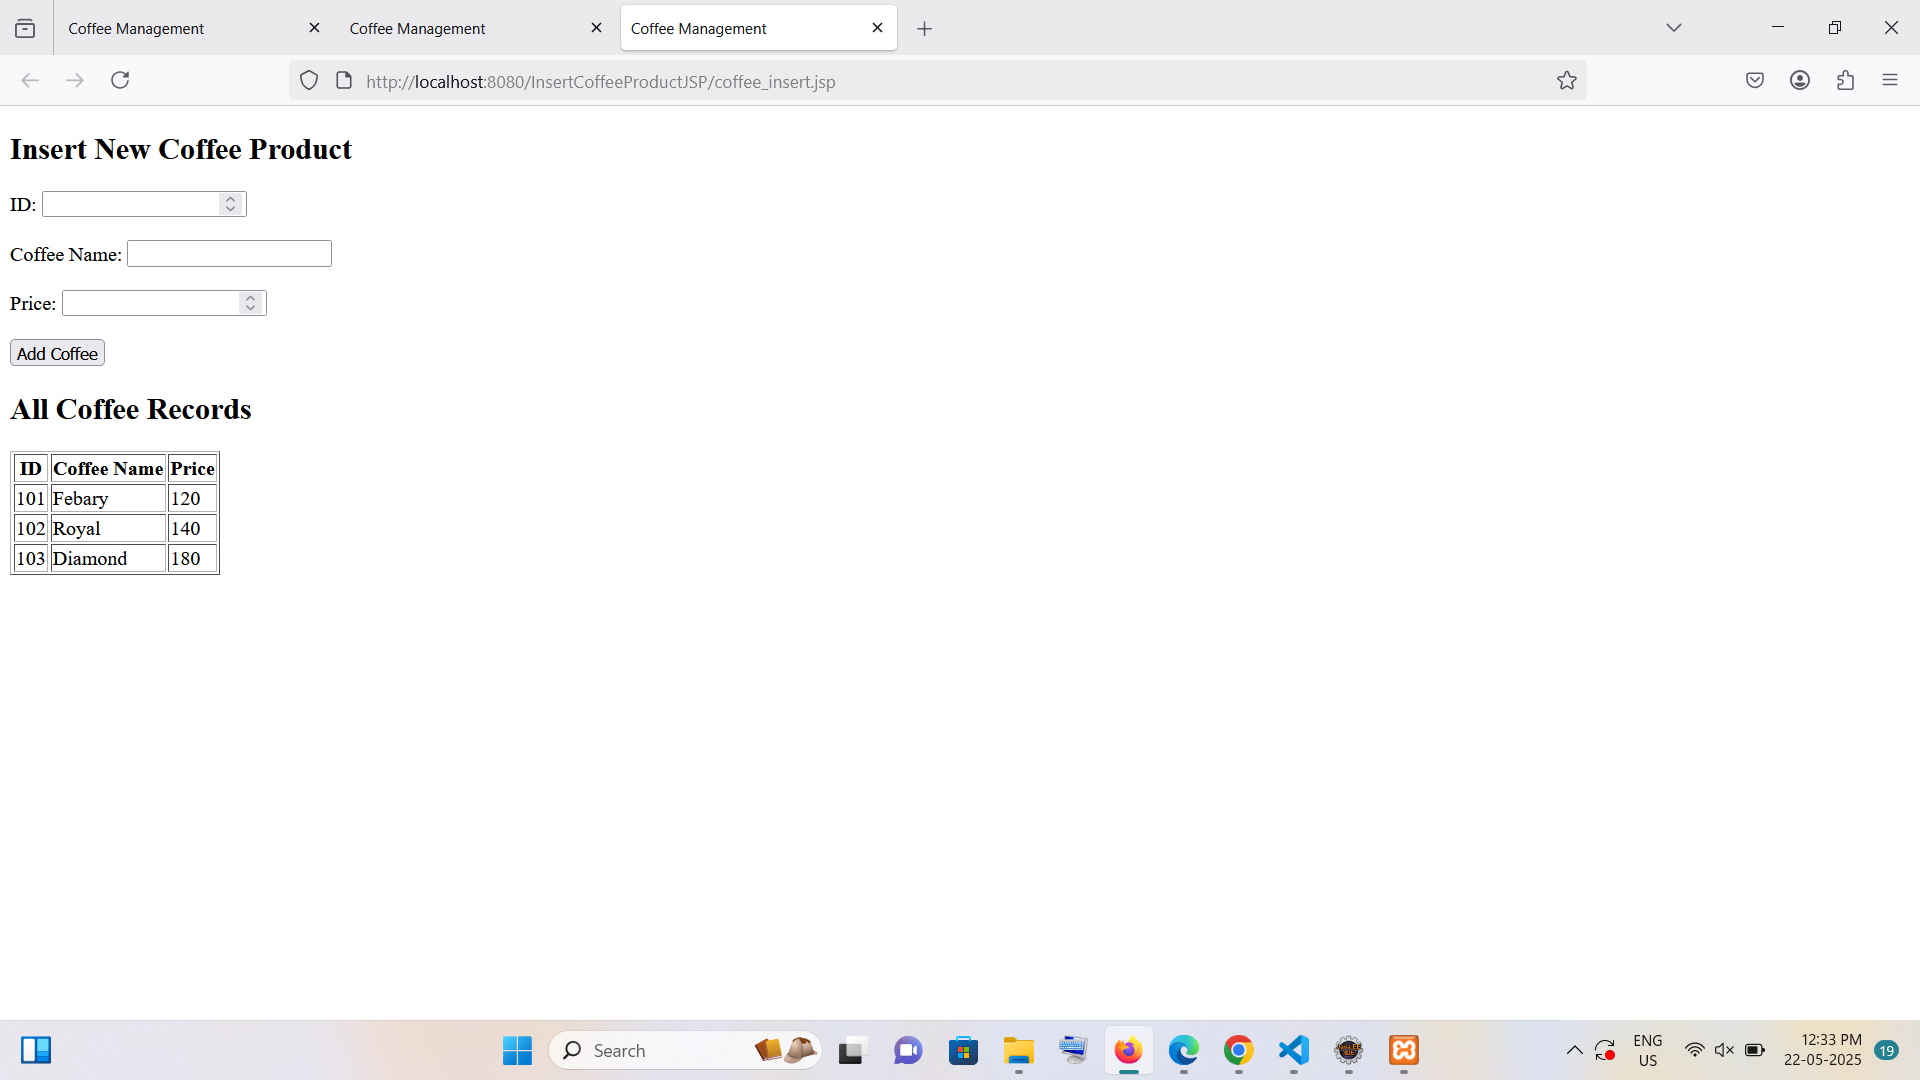 Coffee Management
Coffee Management
Coffee Management
http://localhost:8080/InsertCoffeeProductJSP/coffee_insert.jsp
Insert New Coffee Product
ID:
Coffee Name:
Price:
Add Coffee
All Coffee Records
ID Coffee Name Price
101 Febary 120
102 Royal 140
103 Diamond 180
Search
ENG
US
12:33 PM
22-05-2025
19